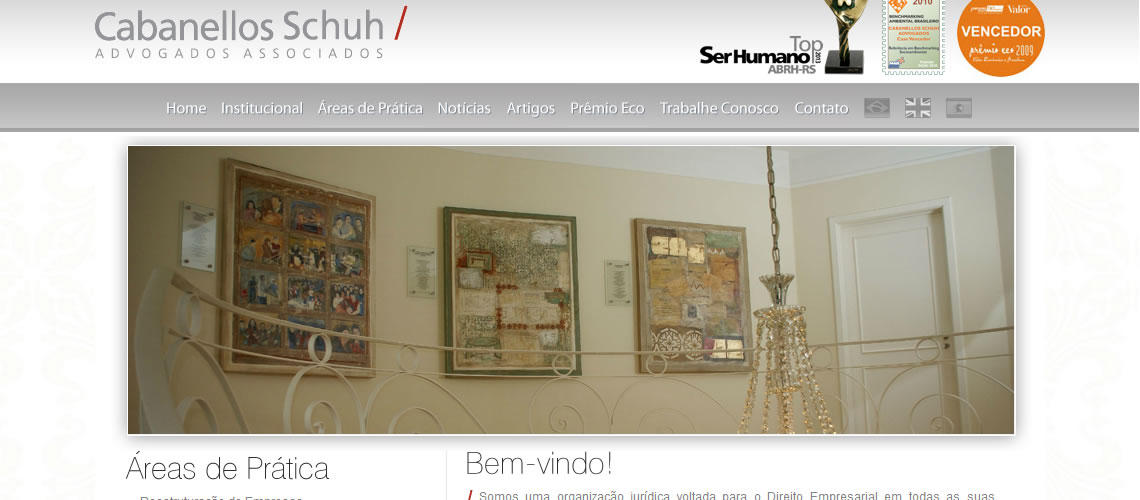 Cabanellos Schuh /
ADVOGADOS ASSOCIADOS
Top 2013
SerHumano
ABRH-RS
2010
BENCHMARKING
AMBIENTAL BRASILEIRO
CABANELLOS SCHUH
ADVOGADOS
Case Vencedor
Valor
VENCEDOR
prêmio eco 2009
Home Institucional Áreas de Prática Notícias Artigos Prêmio Eco Trabalhe Conosco Contato
Áreas de Prática
Bem-vindo!
Reestruturação de Empresas
/ Somos uma organização jurídica voltada para o Direito Empresarial em todas as suas